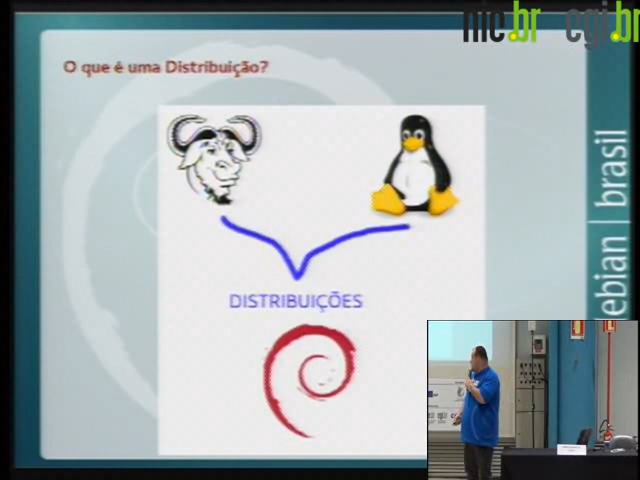 nic.br cgi.br
O que é uma Distribuição?
DISTRIBUIÇÕES
ebian | brasil